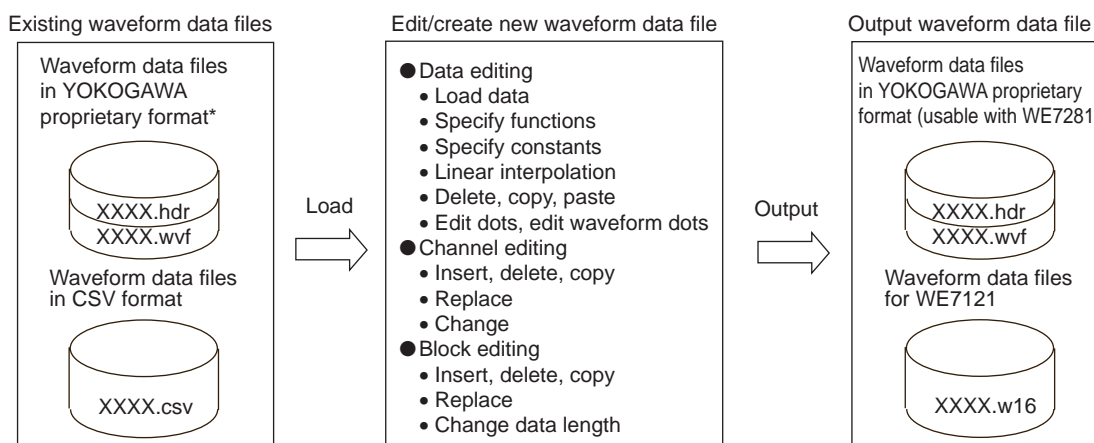 Existing waveform data files
Waveform data files
in YOKOGAWA
proprietary format*
XXXX.hdr
XXXX.wvf
Waveform data files
in CSV format
XXXX.csv
Load
Edit/create new waveform data file
●Data editing
• Load data
• Specify functions
• Specify constants
• Linear interpolation
• Delete, copy, paste
• Edit dots, edit waveform dots
●Channel editing
• Insert, delete, copy
• Replace
• Change
●Block editing
• Insert, delete, copy
• Replace
• Change data length
Output
Output waveform data file
Waveform data files
in YOKOGAWA proprietary
format (usable with WE7281
XXXX.hdr
XXXX.wvf
Waveform data files
for WE7121
XXXX.w16